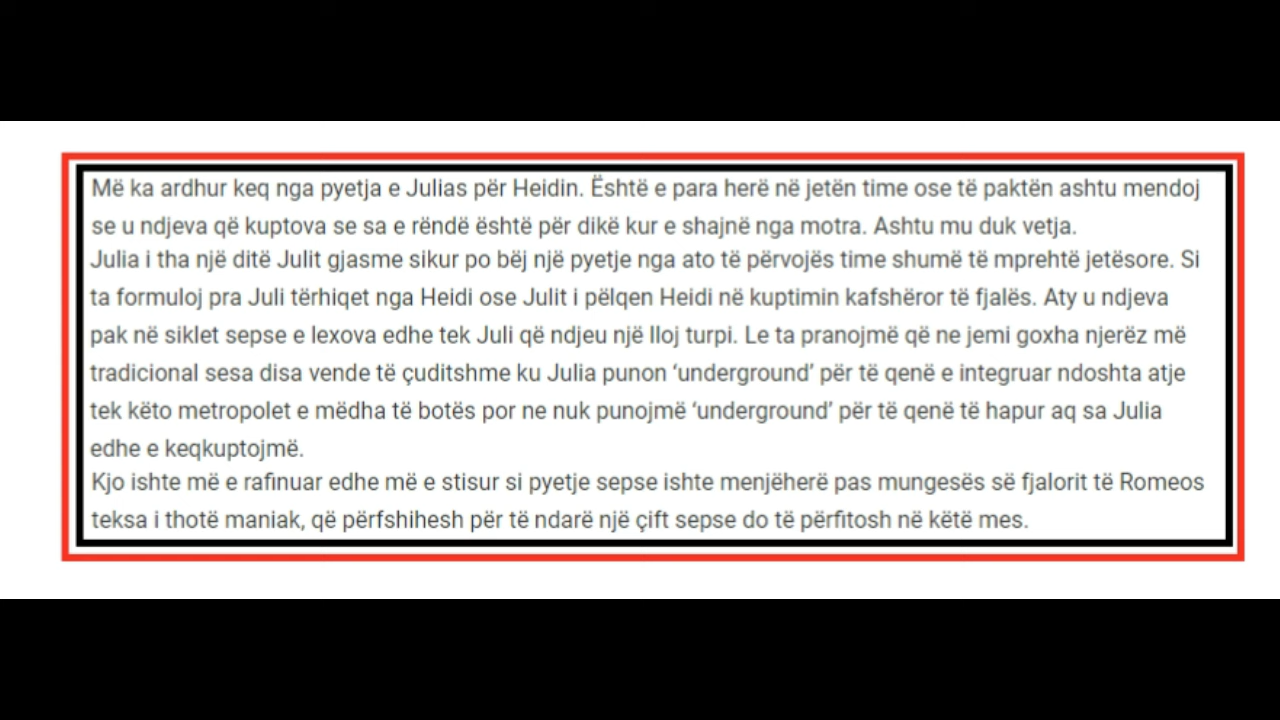 Më ka ardhur keq nga pyetja e Julias për Heidin. Është e para herë në jetën time ose të paktën ashtu mendoj
se u ndjeva që kuptova se sa e rëndë është për dikë kur e shajnë nga motra. Ashtu mu duk vetja.
Julia i tha një ditë Julit gjasme sikur po bëj një pyetje nga ato të përvojës time shumë të mprehtë jetësore. Si
ta formuloj pra Juli tërhiqet nga Heidi ose Julit i pëlqen Heidi në kuptimin kafshëror të fjalës. Aty u ndjeva
pak në siklet sepse e lexova edhe tek Juli që ndjeu një lloj turpi. Le ta pranojmë që ne jemi goxha njerëz më
tradicional sesa disa vende të çuditshme ku Julia punon ‘underground’ për të qenë e integruar ndoshta atje
tek këto metropolet e mëdha të botës por ne nuk punojmë ‘underground’ për të qenë të hapur aq sa Julia
edhe e keqkuptojmë.
Kjo ishte më e rafinuar edhe më e stisur si pyetje sepse ishte menjëherë pas mungesës së fjalorit të Romeos
teksa i thotë maniak, që përfshihesh për të ndarë një çift sepse do të përfitosh në këtë mes.